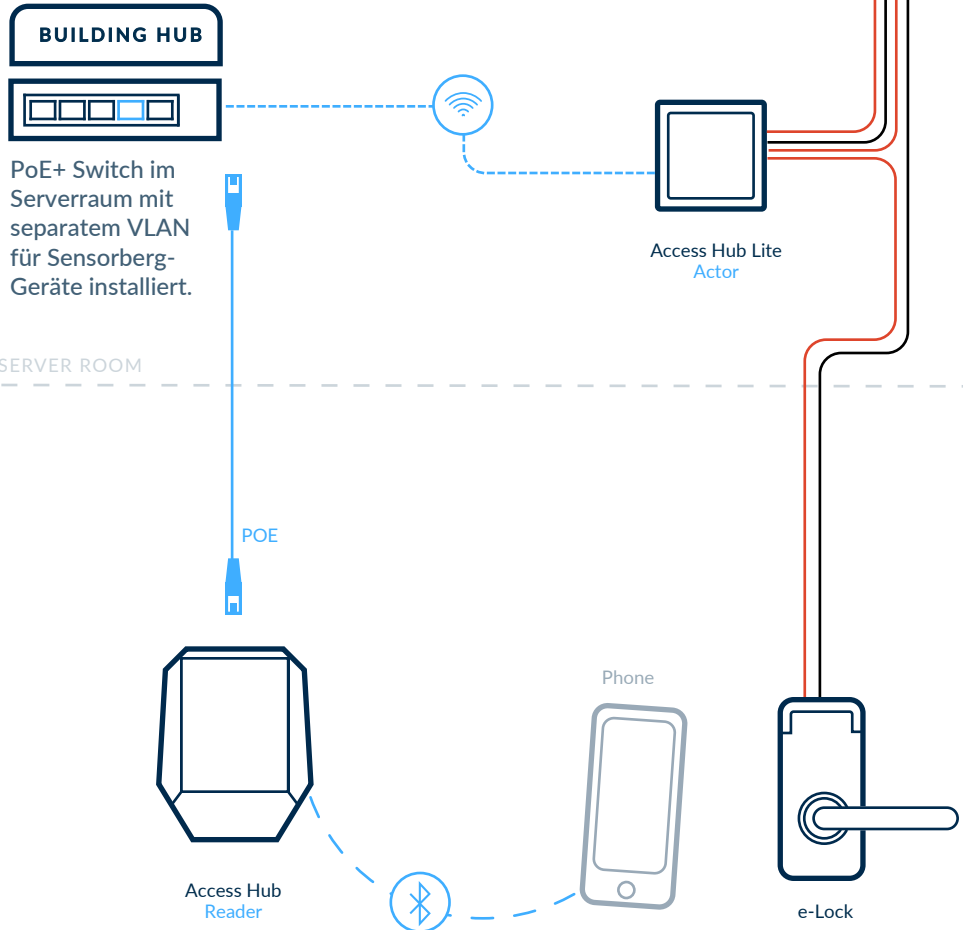 BUILDING HUB
PoE+ Switch im
Serverraum mit
separatem VLAN
für Sensorberg-
Geräte installiert.
Access Hub Lite
Actor
SERVER ROOM
POE
Phone
Access Hub
Reader
e-Lock